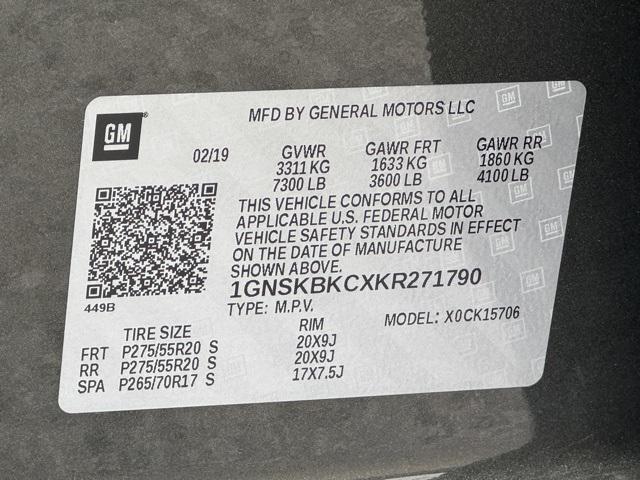 MFD BY GENERAL MOTORS LLC
GM
02/19 GVWR GAWR FRT GAWR RR
3311 KG 1633 KG 1860 KG
7300 LB 3600 LB 4100 LB
THIS VEHICLE CONFORMS TO ALL
APPLICABLE U.S. FEDERAL MOTOR
VEHICLE SAFETY STANDARDS IN EFFECT
ON THE DATE OF MANUFACTURE
SHOWN ABOVE.
1GNSKBKCXKR271790
449B TYPE: M.P.V. MODEL: X0CK15706
TIRE SIZE RIM
FRT P275/55R20 S 20X9J
RR P275/55R20 S 20X9J
SPA P265/70R17 S 17X7.5J